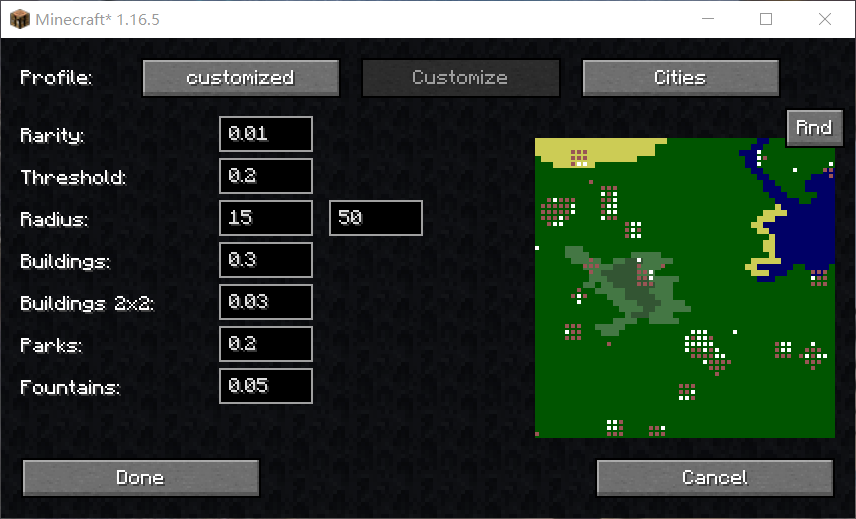 Minecraft* 1.16.5
Profile: customized Customize Cities
Rnd
Rarity: 0.01
Threshold: 0.2
Radius: 15 50
Buildings: 0.3
Buildings 2x2: 0.03
Parks: 0.2
Fountains: 0.05
Done Cancel